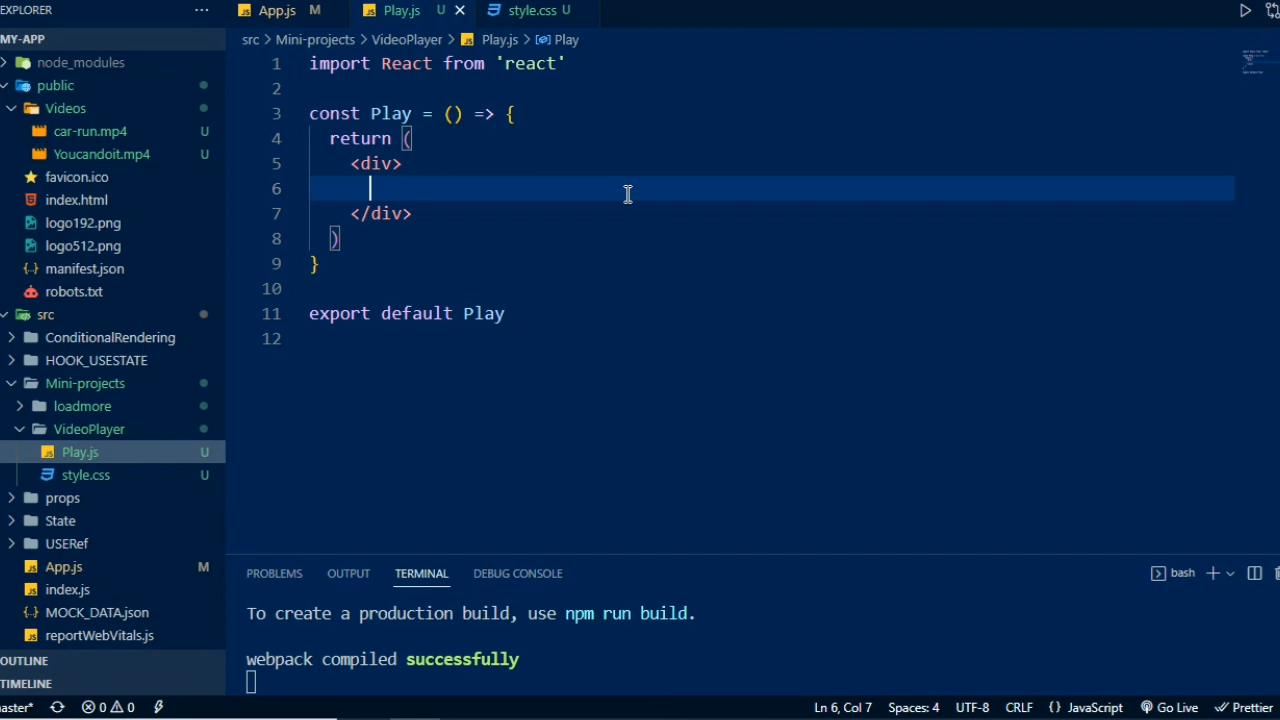 EXPLORER
···
App.js M
Play.js U
style.css U
MY-APP
node_modules
public
Videos
car-run.mp4 U
Youcandoit.mp4 U
favicon.ico
index.html
logo192.png
logo512.png
manifest.json
robots.txt
src
ConditionalRendering
HOOK_USESTATE
Mini-projects
loadmore
VideoPlayer
Play.js U
style.css U
props
State
USERef
App.js M
index.js
MOCK_DATA.json
reportWebVitals.js
OUTLINE
TIMELINE
src > Mini-projects > VideoPlayer > Play.js > Play
1 import React from 'react'
2
3 const Play = () => {
4 return (
5 <div>
6
7 </div>
8 )
9 }
10
11 export default Play
12
PROBLEMS OUTPUT TERMINAL DEBUG CONSOLE
bash
To create a production build, use npm run build.
webpack compiled successfully
aster* 0 0 Ln 6, Col 7 Spaces: 4 UTF-8 CRLF {} JavaScript Go Live Prettier